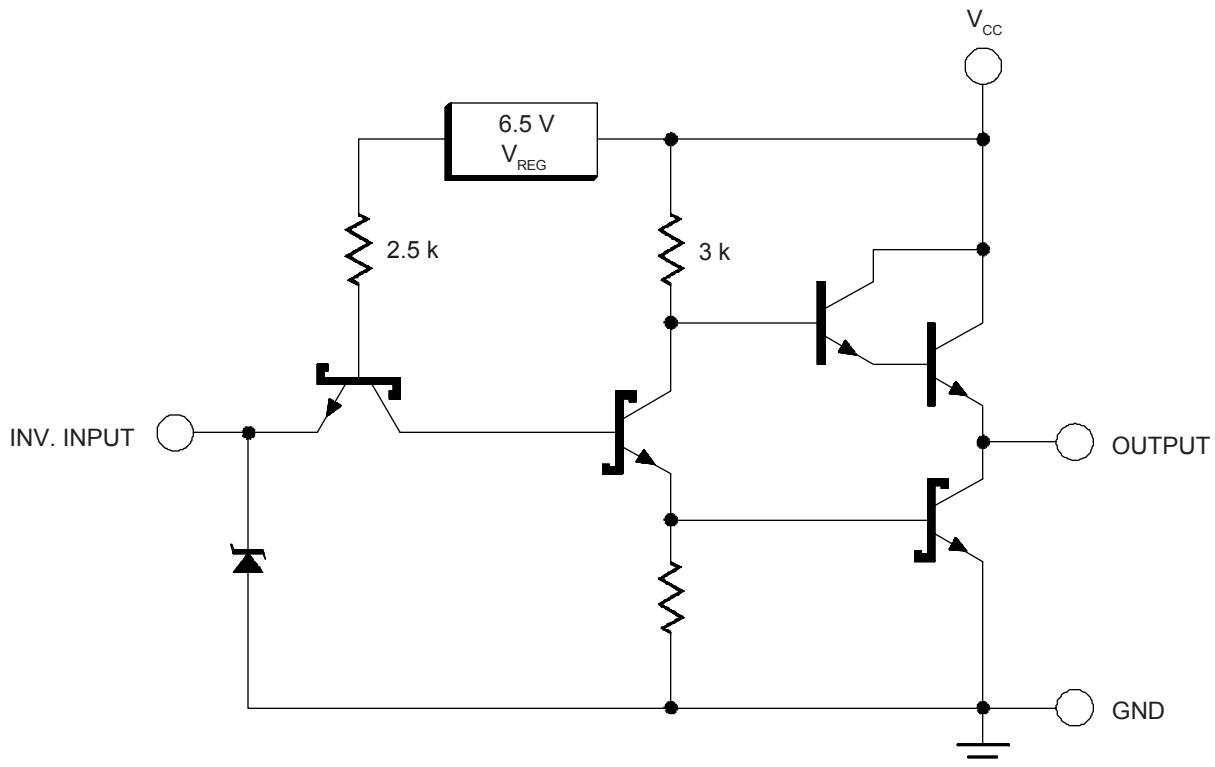 VCC
6.5 V
VREG
2.5 k
3 k
INV. INPUT
OUTPUT
GND